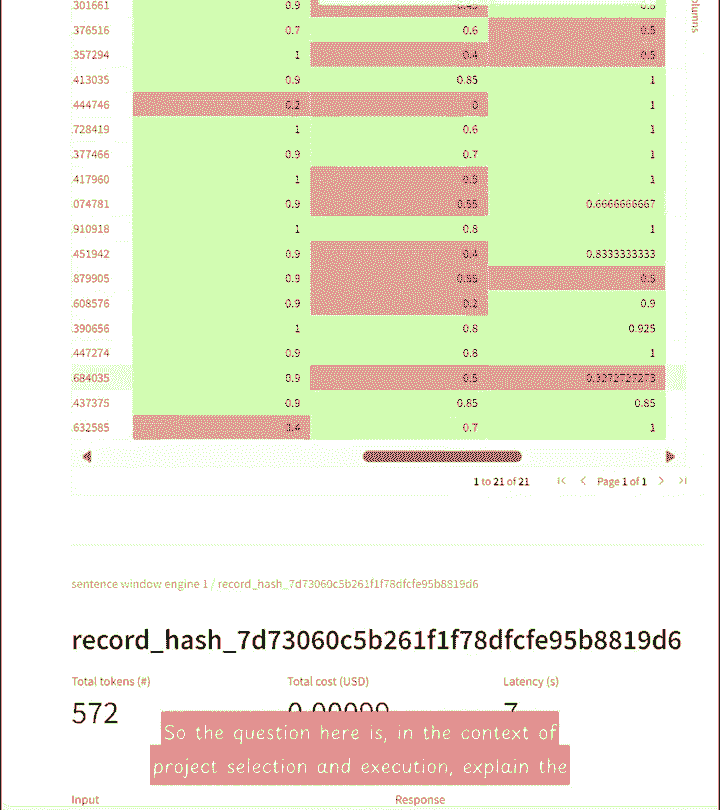 .301661 0.9 0.45
.376516 0.7 0.6 0.5
.357294 1 0.4 0.5
.413035 0.9 0.85 1
.444746 0.2 0 1
.728419 1 0.6 1
.377466 0.9 0.7 1
.417960 1 1
.074781 0.9 0.55 0.6666666667
.910918 1 0.8 1
.451942 0.9 0.4 0.8333333333
.879905 0.9 0.55 0.5
.608576 0.9 0.2 0.9
.390656 1 0.8 0.925
.447274 0.9 0.8 1
.684035 0.9 0.5 0.3272727273
.437375 0.9 0.85 0.85
.632585 0.4 0.7 1
1 to 21 of 21 Page 1 of 1
sentence window engine 1 / record_hash_7d73060c5b261f1f78dfcfe95b8819d6
record_hash_7d73060c5b261f1f78dfcfe95b8819d6
Total tokens (#) Total cost (USD) Latency (s)
572 0.00099 7
So the question here is, in the context of
project selection and execution, explain the
Input Response